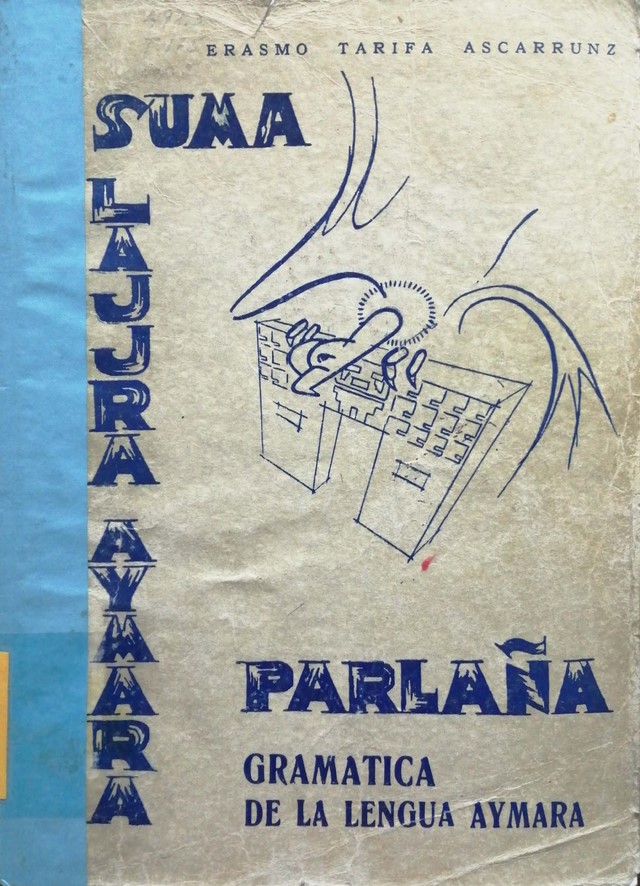 ERASMO TARIFA ASCARRUNZ
SUMA
LAJJRA AYMARA
PARLAÑA
GRAMATICA
DE LA LENGUA AYMARA